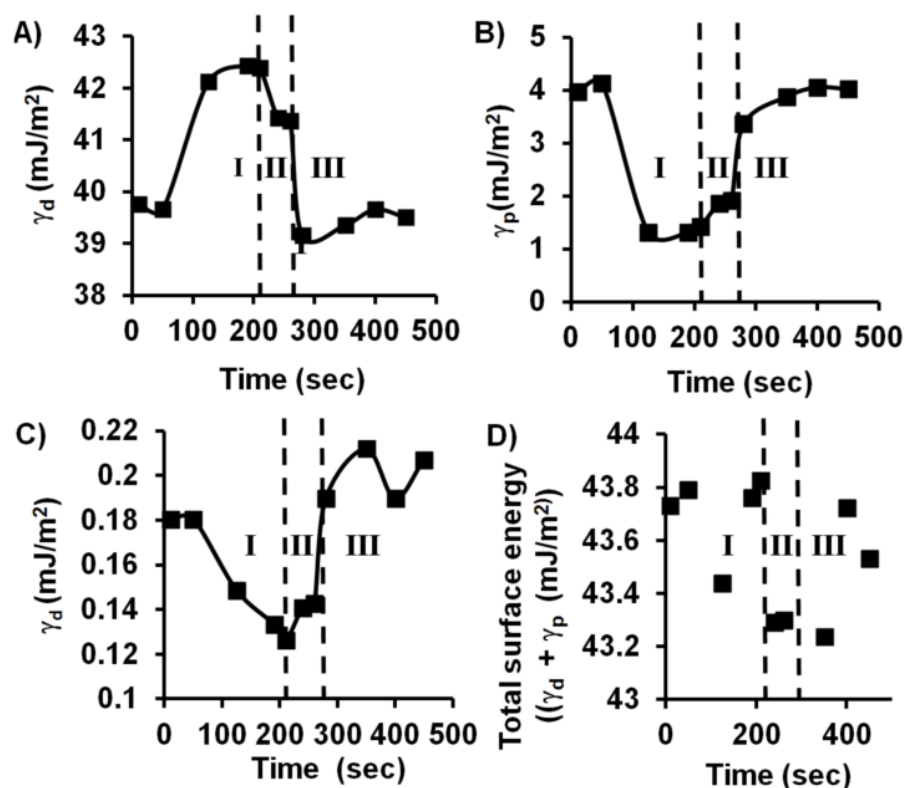 A)
γd (mJ/m²)
43
42
41
40
39
38
I
II
III
I
0 100 200 300 400 500
Time (sec)
B)
γp(mJ/m²)
5
4
3
2
1
0
I
II
III
0 100 200 300 400 500
Time (sec)
C)
γd (mJ/m²)
0.22
0.2
0.18
0.16
0.14
0.12
0.1
I
II
III
0 100 200 300 400 500
Time (sec)
D)
Total surface energy
((γd + γp (mJ/m²⁾
44
43.8
43.6
43.4
43.2
43
I
II
III
0 200 400
Time (sec)